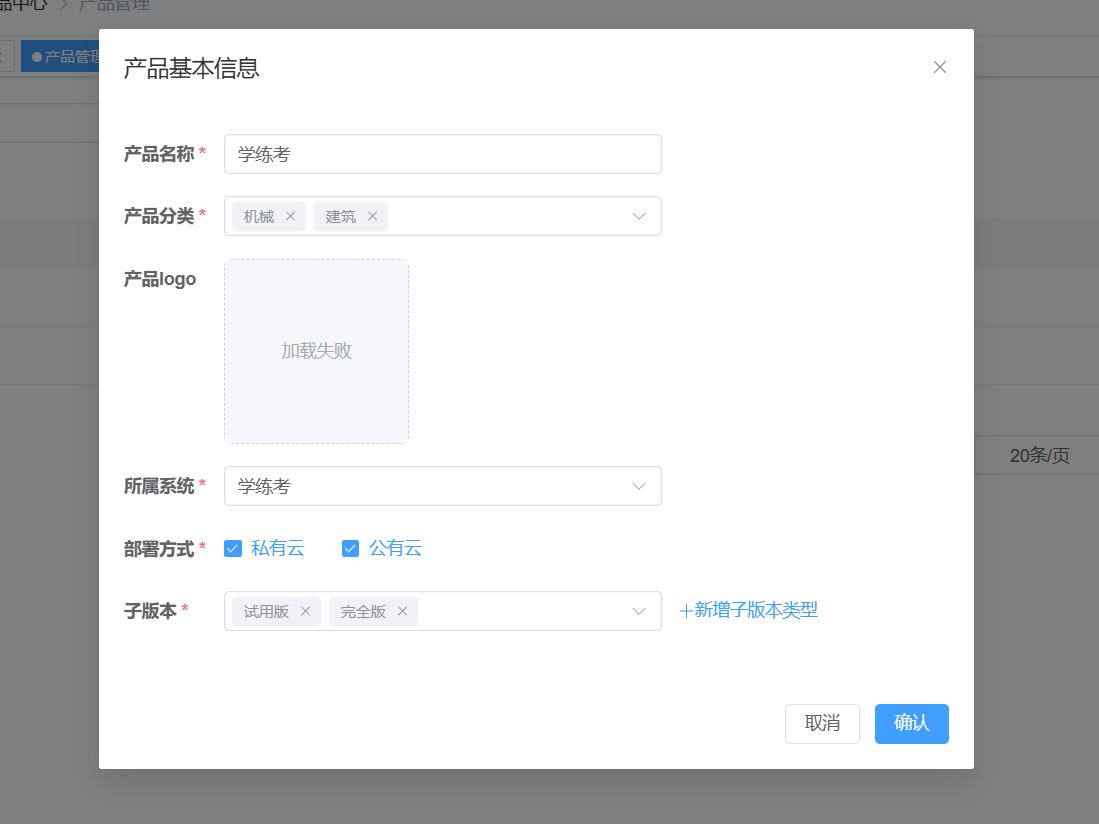 产品管理
产品管理
产品基本信息
产品名称 * 学练考
产品分类 * 机械 建筑
产品logo
加载失败
所属系统 * 学练考
部署方式 * 私有云 公有云
子版本 * 试用版 完全版 +新增子版本类型
20条/页
取消 确认